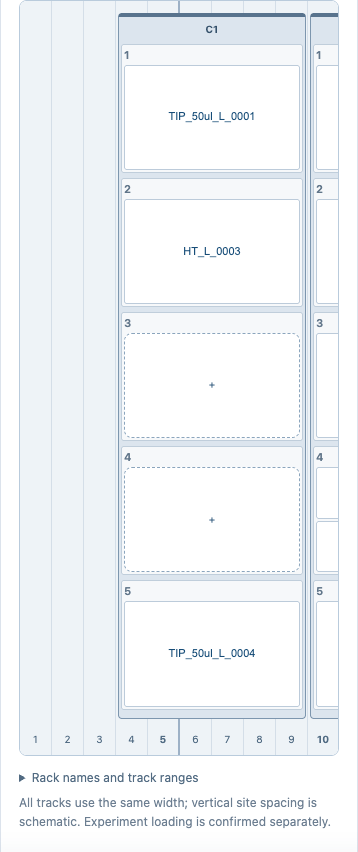 C1
1
TIP_50ul_L_0001
1
2
HT_L_0003
2
3
+
3
4
+
4
5
TIP_50ul_L_0004
5
1 2 3 4 5 6 7 8 9 10
Rack names and track ranges
All tracks use the same width; vertical site spacing is
schematic. Experiment loading is confirmed separately.